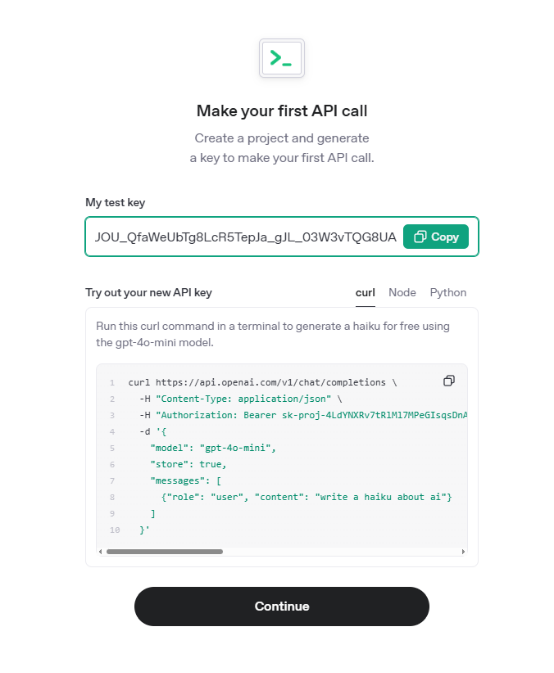 Make your first API call
Create a project and generate
a key to make your first API call.
My test key
JOU_QfaWeUbTg8LcR5TepJa_gJL_03W3vTQG8UA Copy
Try out your new API key curl Node Python
Run this curl command in a terminal to generate a haiku for free using
the gpt-4o-mini model.
1 curl https://api.openai.com/v1/chat/completions \
2 -H "Content-Type: application/json" \
3 -H "Authorization: Bearer sk-proj-4LdYNXRv7tRlMl7MPeGIsqsDnA
4 -d '{
5 "model": "gpt-4o-mini",
6 "store": true,
7 "messages": [
8 {"role": "user", "content": "write a haiku about ai"}
9 ]
10 }'
Continue